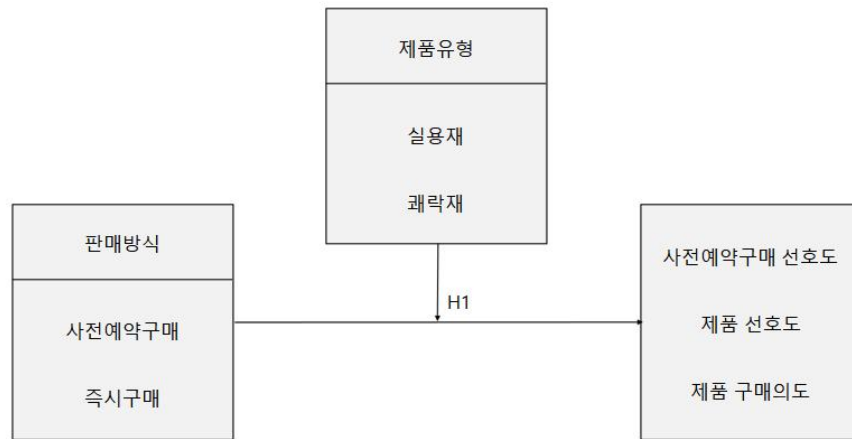 제품유형
실용재
쾌락재
판매방식
사전예약구매
즉시구매
H1
사전예약구매 선호도
제품 선호도
제품 구매의도